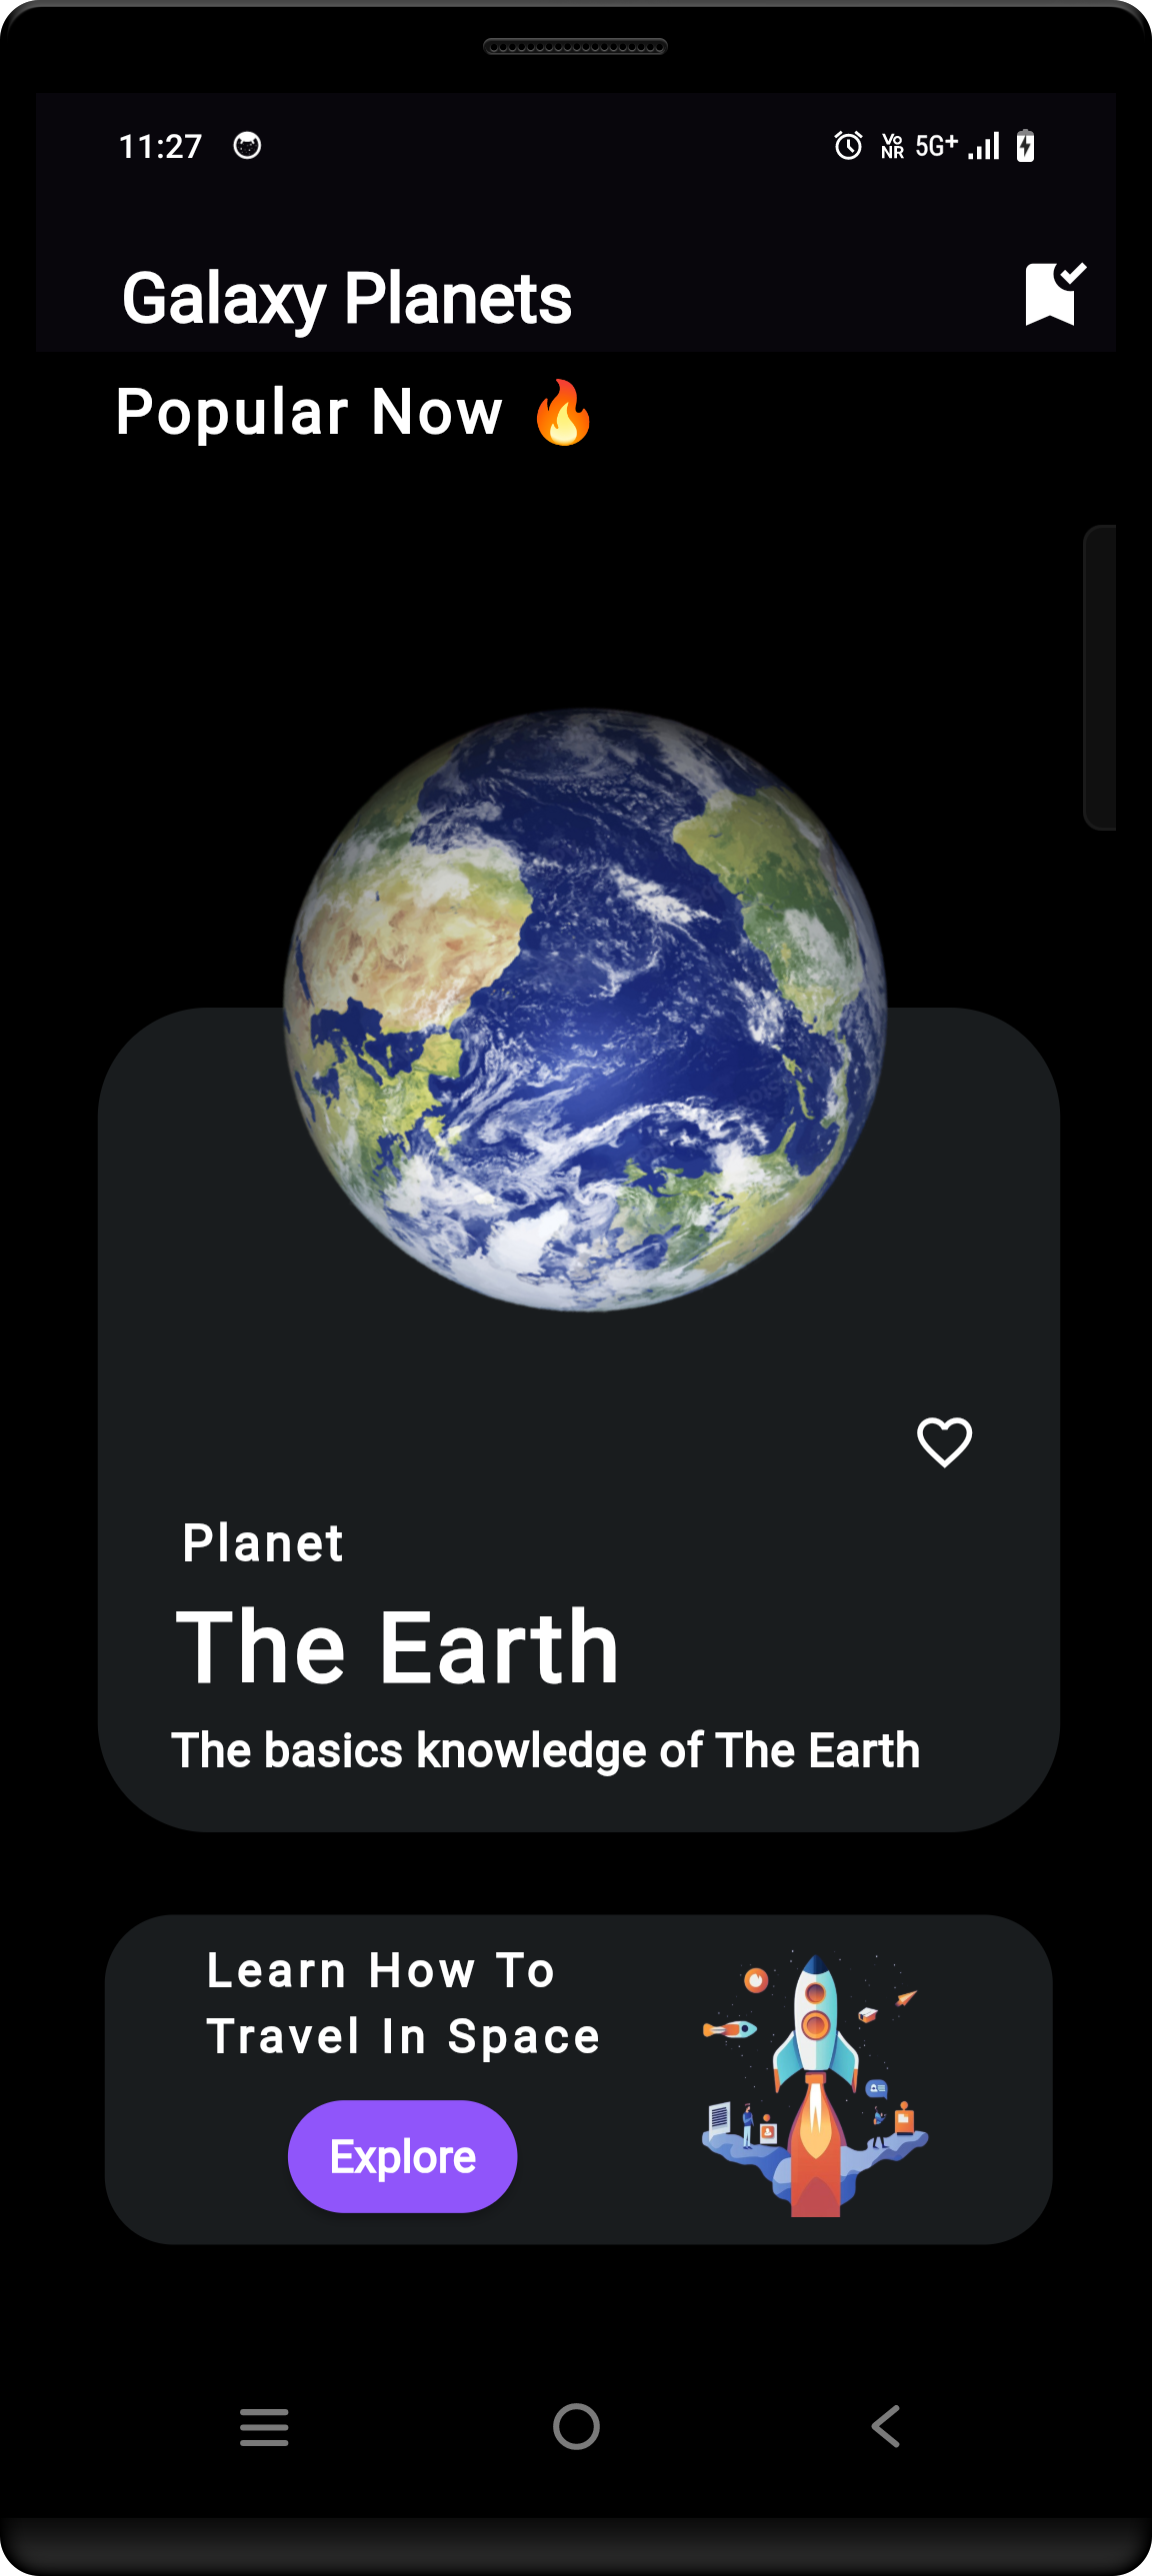 11:27
Vo
NR
5G+
Galaxy Planets
Popular Now 🔥
Planet
The Earth
The basics knowledge of The Earth
Learn How To
Travel In Space
Explore